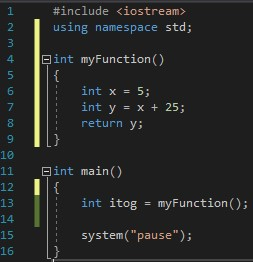 1 #include <iostream>
2 using namespace std;
3
4 int myFunction()
5 {
6 int x = 5;
7 int y = x + 25;
8 return y;
9 }
10
11 int main()
12 {
13 int itog = myFunction();
14
15 system("pause");
16 }